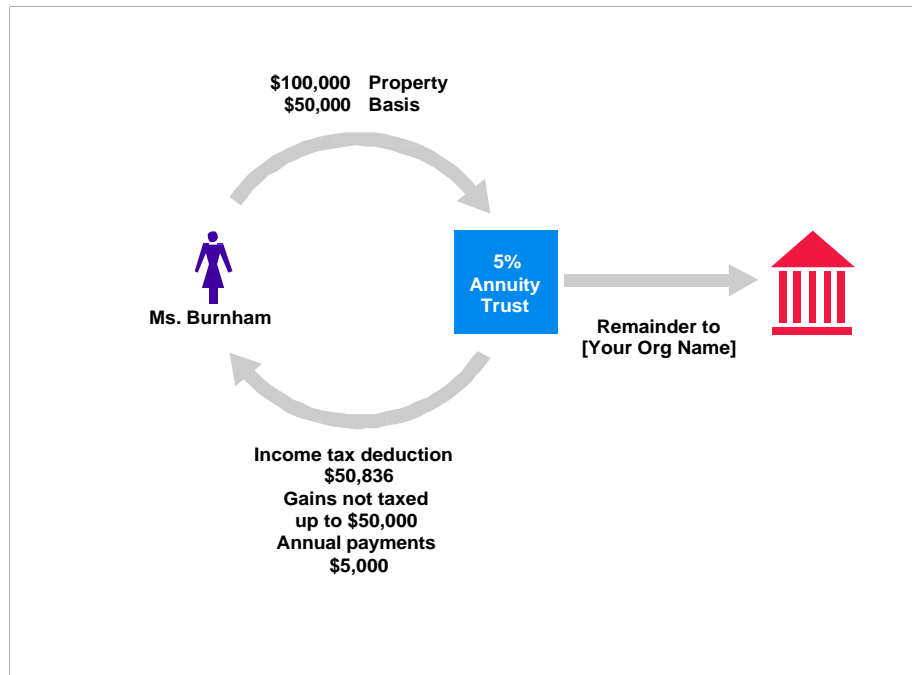 $100,000 Property
$50,000 Basis
Ms. Burnham
5%
Annuity
Trust
Remainder to
[Your Org Name]
Income tax deduction
$50,836
Gains not taxed
up to $50,000
Annual payments
$5,000